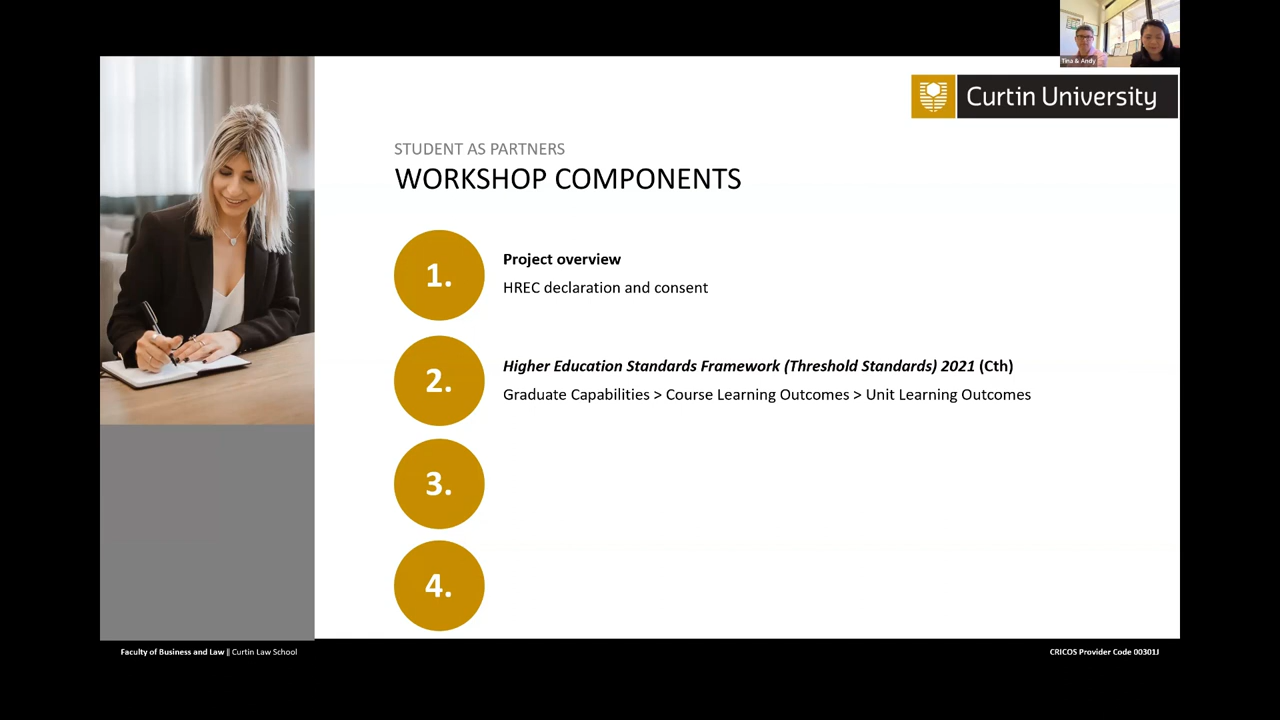 Tina & Andy
Curtin University
STUDENT AS PARTNERS
WORKSHOP COMPONENTS
1.
Project overview
HREC declaration and consent
2.
Higher Education Standards Framework (Threshold Standards) 2021 (Cth)
Graduate Capabilities > Course Learning Outcomes > Unit Learning Outcomes
3.
4.
Faculty of Business and Law || Curtin Law School
CRICOS Provider Code 00301J